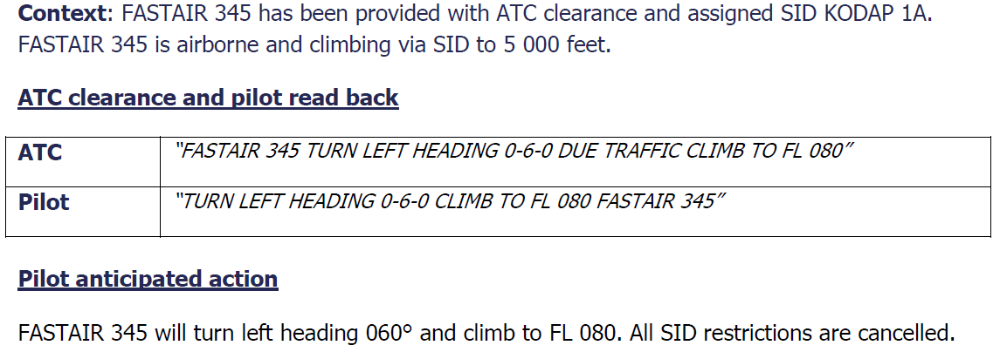 Context: FASTAIR 345 has been provided with ATC clearance and assigned SID KODAP 1A.
FASTAIR 345 is airborne and climbing via SID to 5 000 feet.
ATC clearance and pilot read back
ATC “FASTAIR 345 TURN LEFT HEADING 0-6-0 DUE TRAFFIC CLIMB TO FL 080”
Pilot “TURN LEFT HEADING 0-6-0 CLIMB TO FL 080 FASTAIR 345”
Pilot anticipated action
FASTAIR 345 will turn left heading 060° and climb to FL 080. All SID restrictions are cancelled.